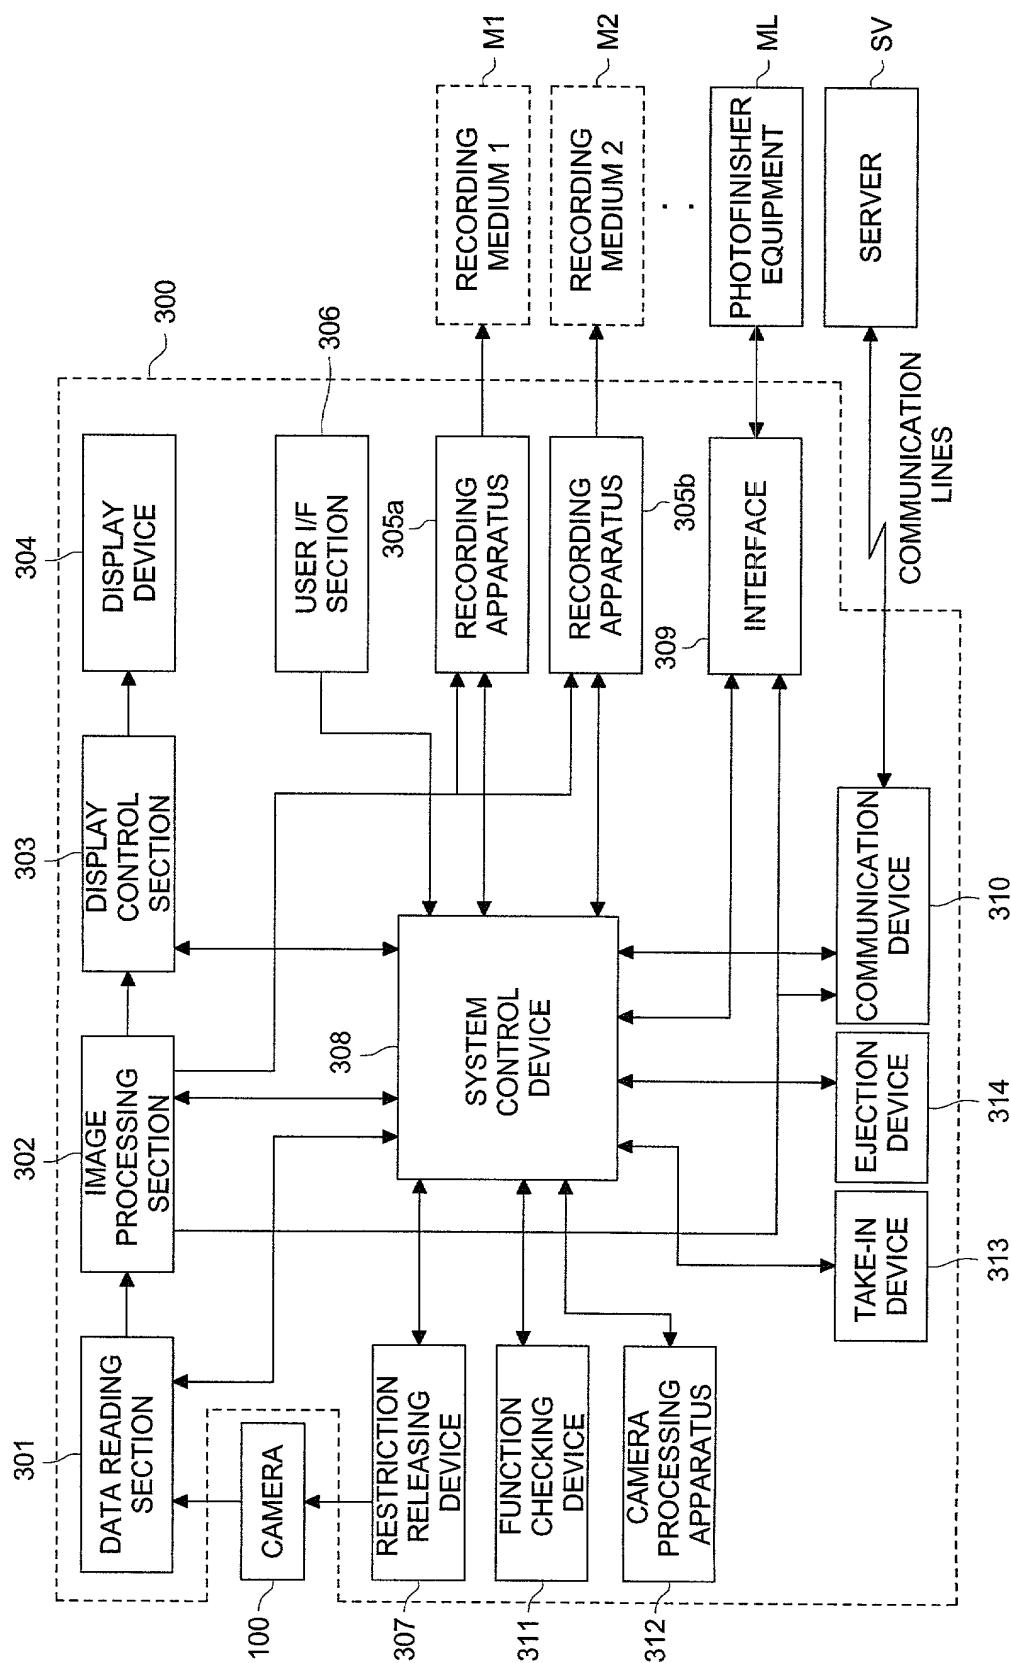 300
301
DATA READING
SECTION
302
IMAGE
PROCESSING
SECTION
303
DISPLAY
CONTROL
SECTION
304
DISPLAY
DEVICE
100
CAMERA
306
USER I/F
SECTION
307
RESTRICTION
RELEASING
DEVICE
308
SYSTEM
CONTROL
DEVICE
305a
RECORDING
APPARATUS
RECORDING
MEDIUM 1
M1
311
FUNCTION
CHECKING
DEVICE
305b
RECORDING
APPARATUS
RECORDING
MEDIUM 2
M2
312
CAMERA
PROCESSING
APPARATUS
309
INTERFACE
PHOTOFINISHER
EQUIPMENT
ML
313
TAKE-IN
DEVICE
314
EJECTION
DEVICE
310
COMMUNICATION
DEVICE
COMMUNICATION
LINES
SERVER
SV